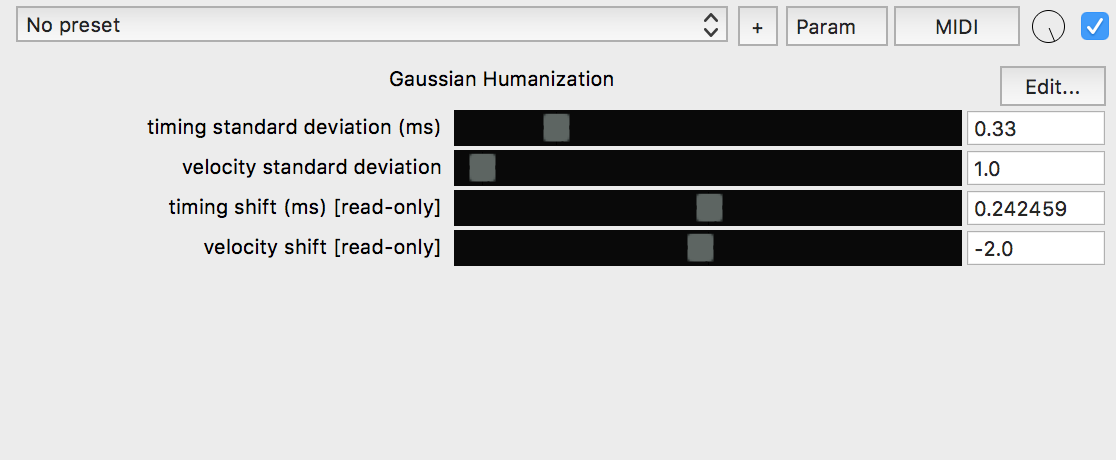 No preset + Param MIDI
Gaussian Humanization
Edit...
timing standard deviation (ms) 0.33
velocity standard deviation 1.0
timing shift (ms) [read-only] 0.242459
velocity shift [read-only] -2.0